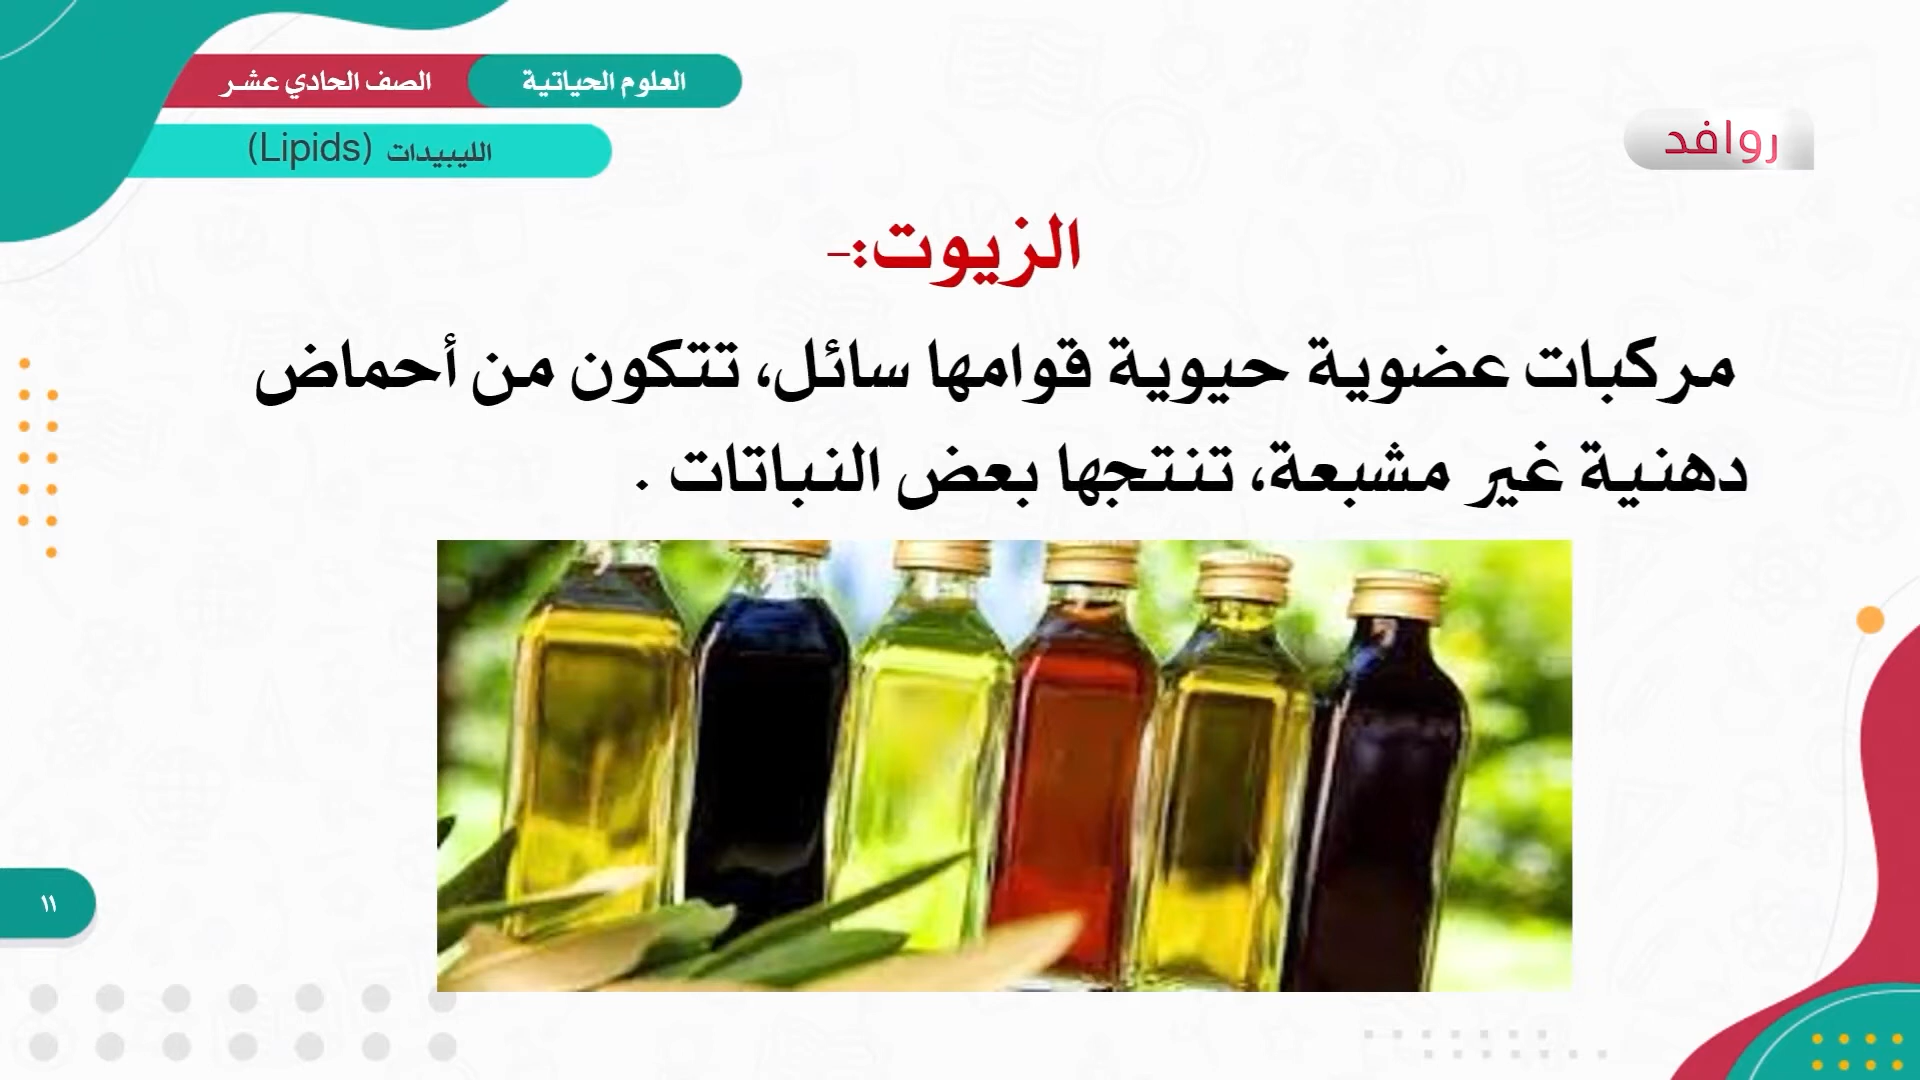 العلوم الحياتية
الصف الحادي عشر
الليبيدات (Lipids)
روافد
الزيوت:-
مركبات عضوية حيوية قوامها سائل، تتكون من أحماض
دهنية غير مشبعة، تنتجها بعض النباتات .
١١